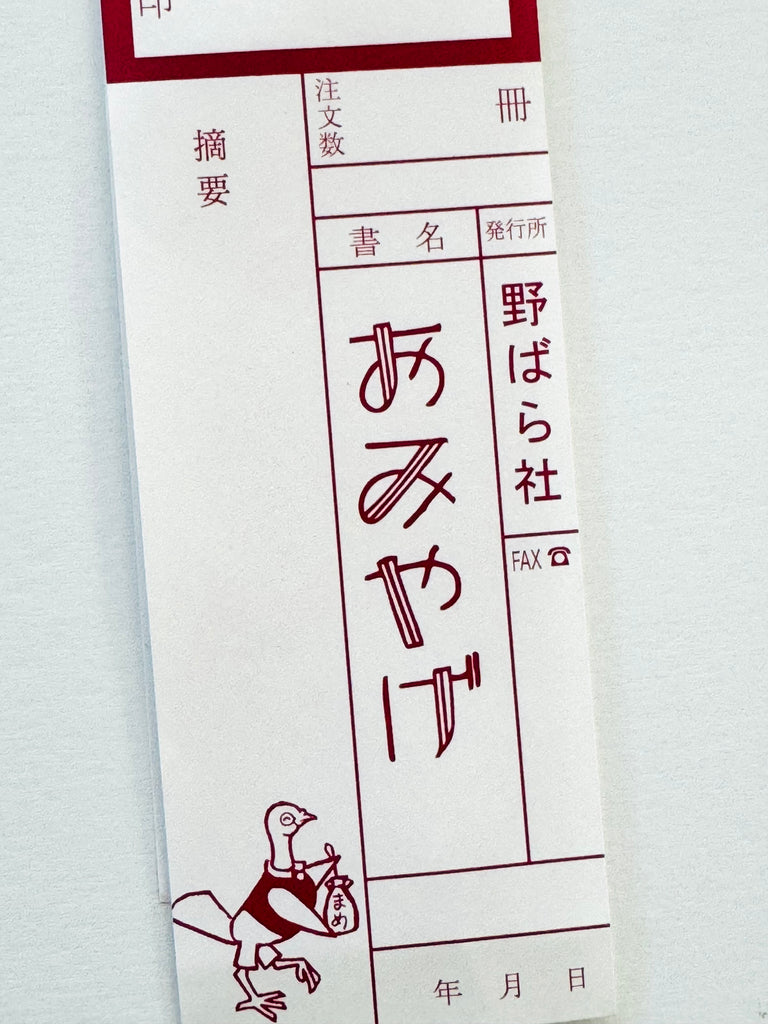 印
注文数
冊
摘要
書名
発行所
あみやげ
野ばら社
FAX ☎
まめ
年 月 日